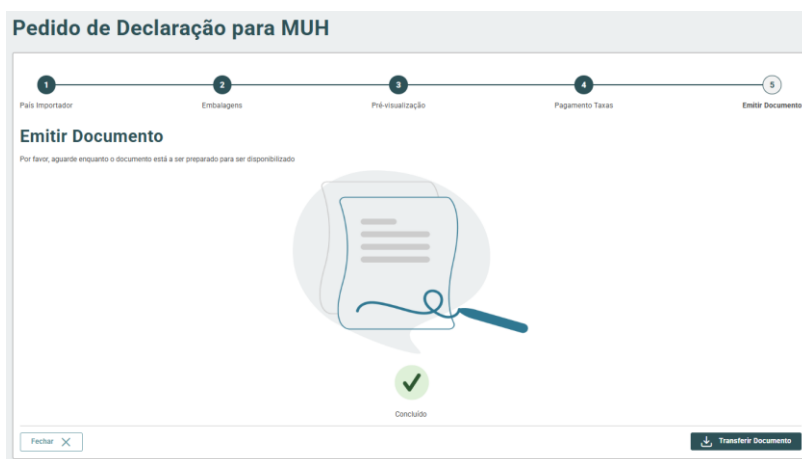 Pedido de Declaração para MUH
1
2
3
4
5
País Importador
Embalagens
Pré-visualização
Pagamento Taxas
Emitir Documento
Emitir Documento
Por favor, aguarde enquanto o documento está a ser preparado para ser disponibilizado
Concluído
Fechar
Transferir Documento